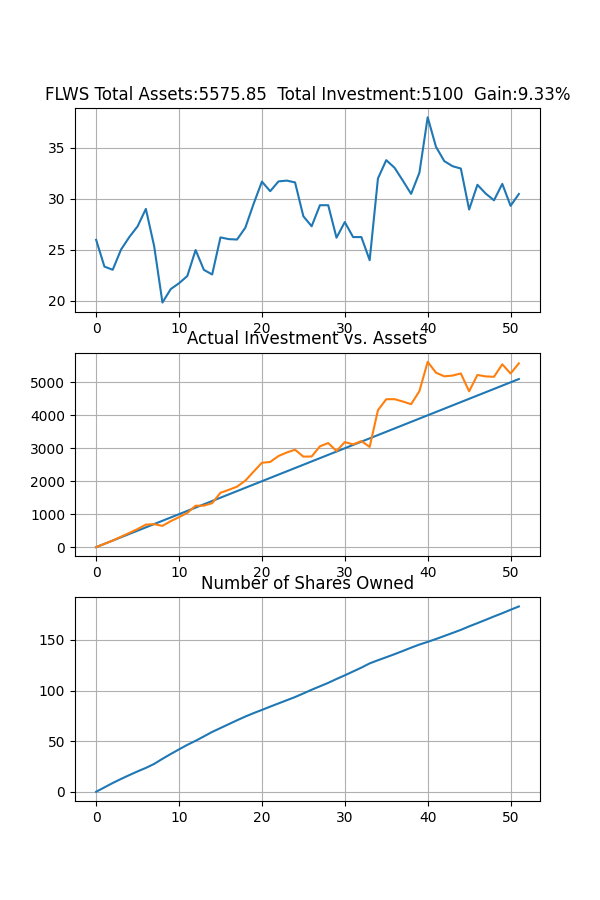 FLWS Total Assets:5575.85  Total Investment:5100  Gain:9.33%
35
30
25
20
0 10 20 30 40 50
Actual Investment vs. Assets
5000
4000
3000
2000
1000
0
0 10 20 30 40 50
Number of Shares Owned
150
100
50
0
0 10 20 30 40 50